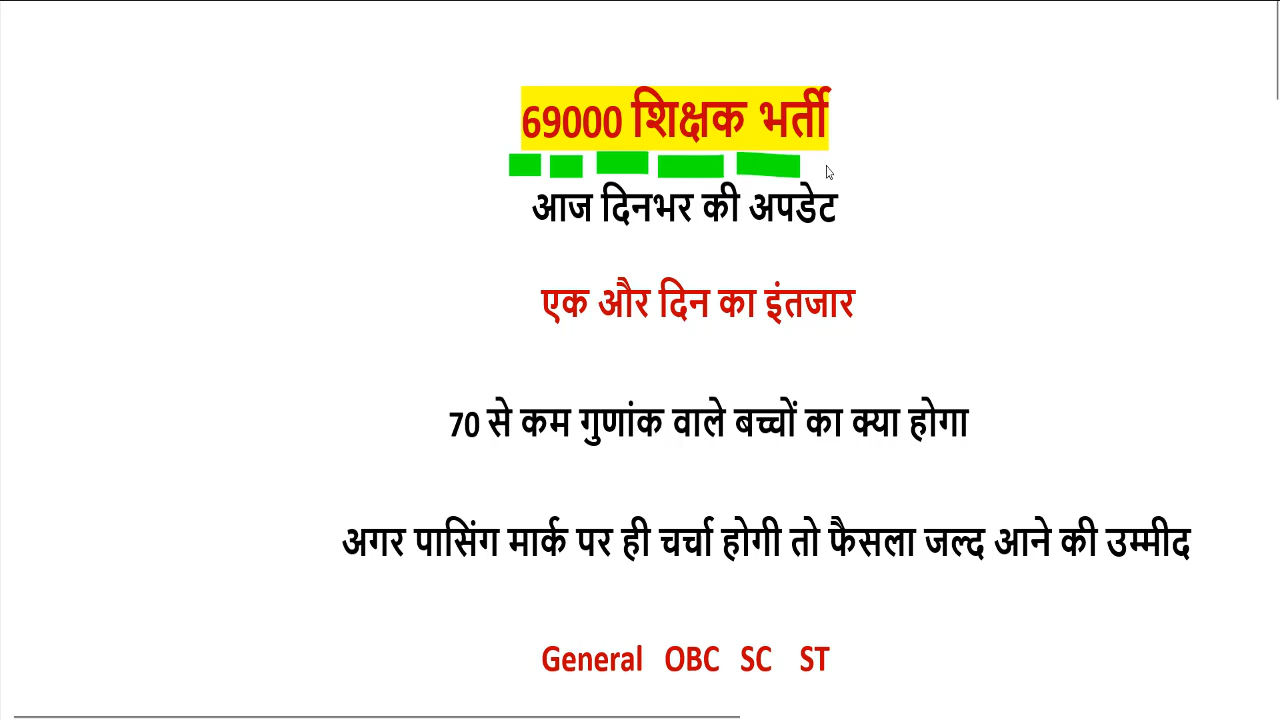 69000 शिक्षक भर्ती
आज दिनभर की अपडेट
एक और दिन का इंतजार
70 से कम गुणांक वाले बच्चों का क्या होगा
अगर पासिंग मार्क पर ही चर्चा होगी तो फैसला जल्द आने की उम्मीद
General OBC SC ST